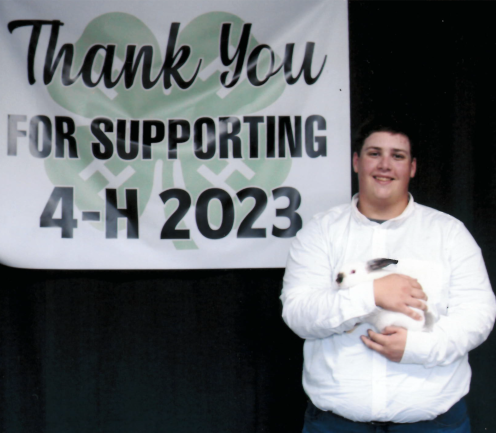 Thank You
FOR SUPPORTING
4-H 2023
H H
H H